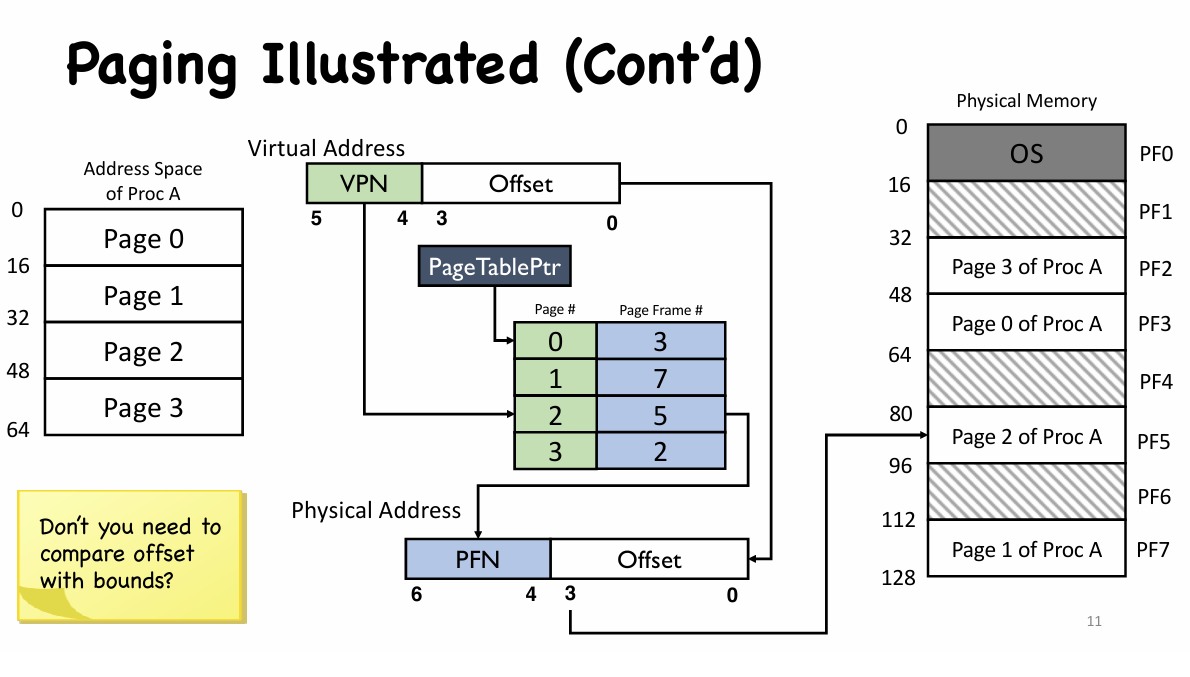 Paging Illustrated (Cont’d)
Address Space
of Proc A
0
Page 0
16
Page 1
32
Page 2
48
Page 3
64
Don’t you need to
compare offset
with bounds?
Virtual Address
VPN Offset
5 4 3 0
PageTablePtr
Page # Page Frame #
0 3
1 7
2 5
3 2
Physical Address
PFN Offset
6 4 3 0
Physical Memory
0
OS PF0
16
PF1
32
Page 3 of Proc A PF2
48
Page 0 of Proc A PF3
64
PF4
80
Page 2 of Proc A PF5
96
PF6
112
Page 1 of Proc A PF7
128
11